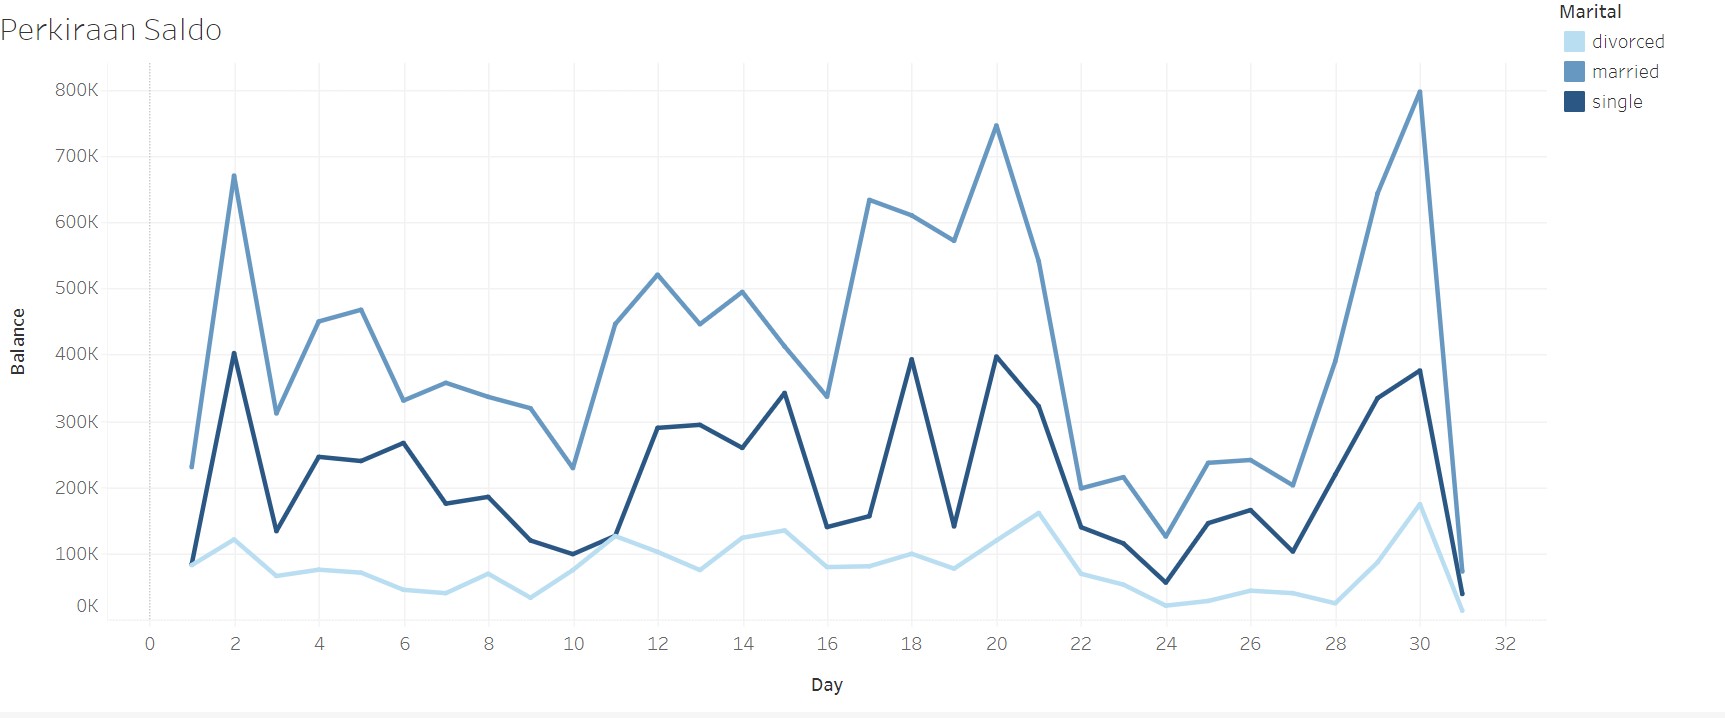 Perkiraan Saldo
Marital
divorced
married
single
800K
700K
600K
500K
400K
300K
200K
100K
0K
Balance
0 2 4 6 8 10 12 14 16 18 20 22 24 26 28 30 32
Day